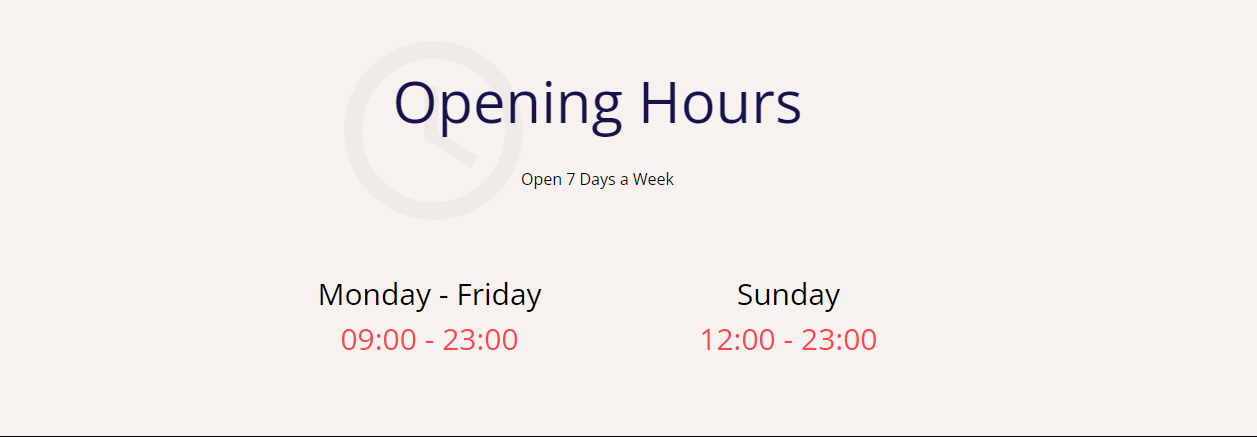 Opening Hours
Open 7 Days a Week
Monday - Friday
09:00 - 23:00
Sunday
12:00 - 23:00